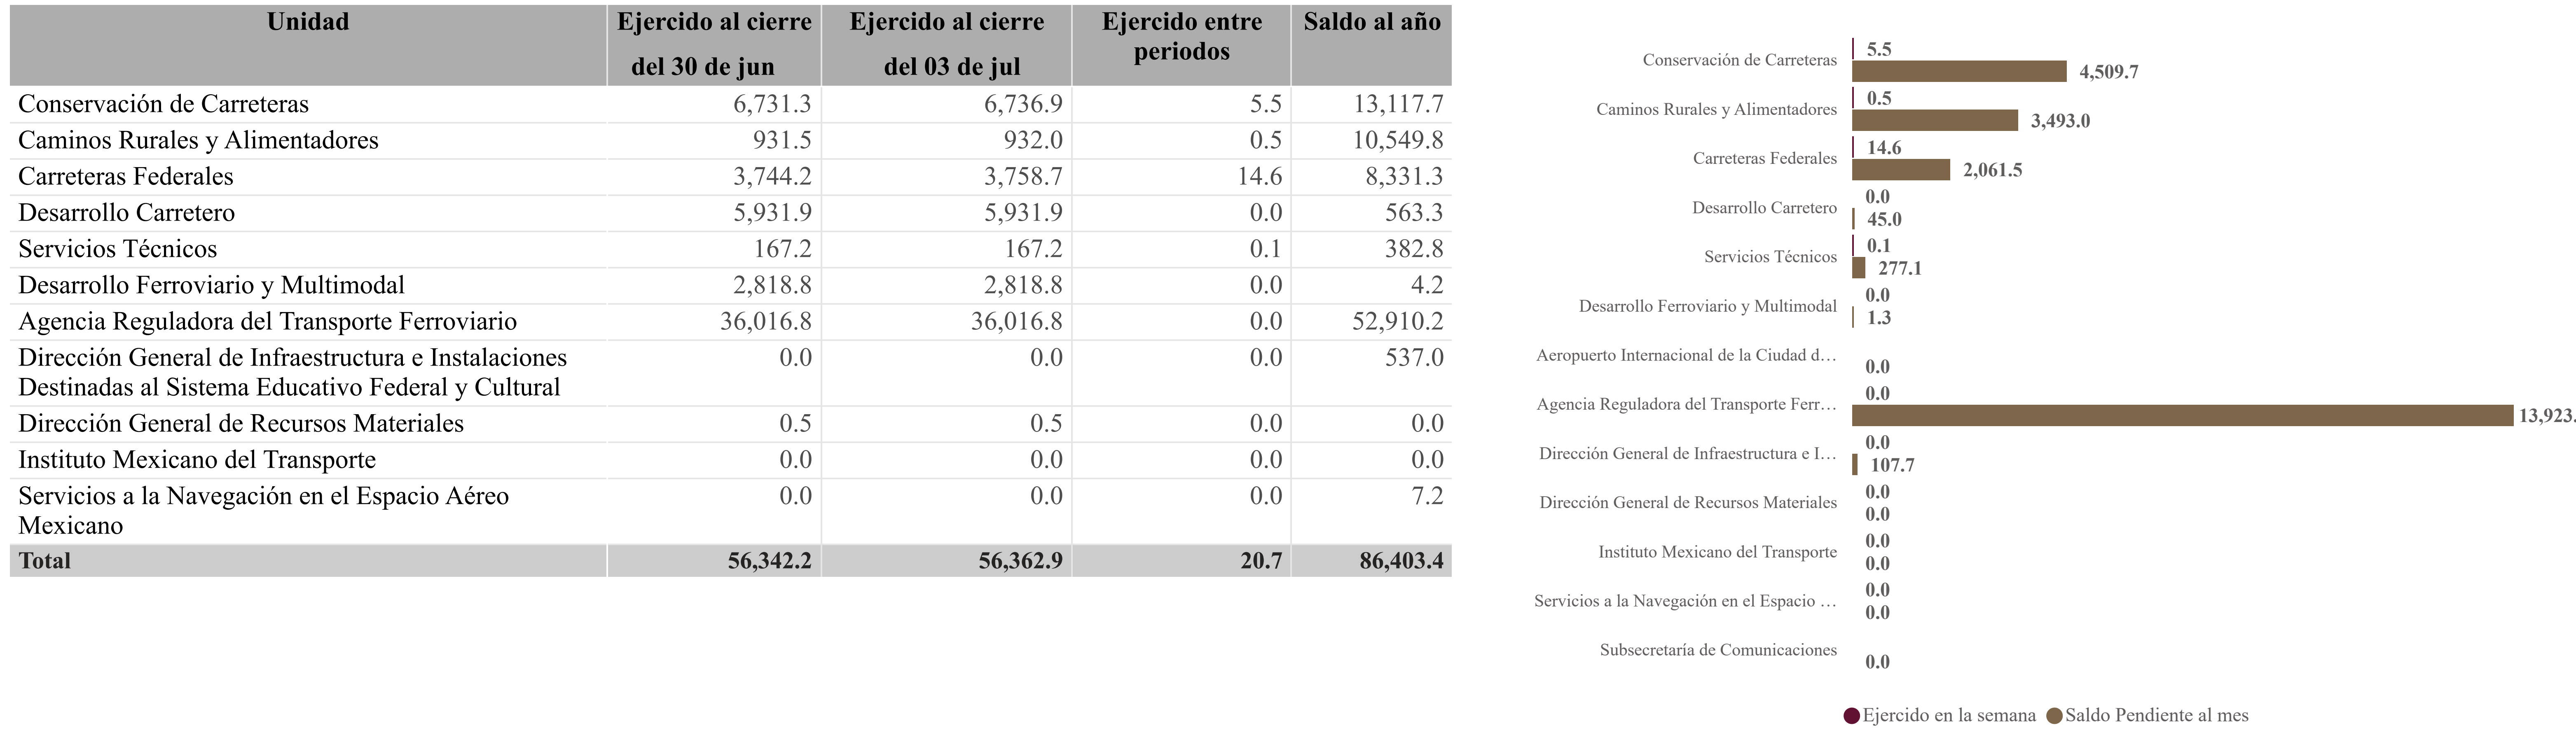 Unidad Ejercido al cierre del 30 de jun Ejercido al cierre del 03 de jul Ejercido entre periodos Saldo al año
Conservación de Carreteras 6,731.3 6,736.9 5.5 13,117.7
Caminos Rurales y Alimentadores 931.5 932.0 0.5 10,549.8
Carreteras Federales 3,744.2 3,758.7 14.6 8,331.3
Desarrollo Carretero 5,931.9 5,931.9 0.0 563.3
Servicios Técnicos 167.2 167.2 0.1 382.8
Desarrollo Ferroviario y Multimodal 2,818.8 2,818.8 0.0 4.2
Agencia Reguladora del Transporte Ferroviario 36,016.8 36,016.8 0.0 52,910.2
Dirección General de Infraestructura e Instalaciones 0.0 0.0 0.0 537.0
Destinadas al Sistema Educativo Federal y Cultural
Dirección General de Recursos Materiales 0.5 0.5 0.0 0.0
Instituto Mexicano del Transporte 0.0 0.0 0.0 0.0
Servicios a la Navegación en el Espacio Aéreo 0.0 0.0 0.0 7.2
Mexicano
Total 56,342.2 56,362.9 20.7 86,403.4
Conservación de Carreteras 5.5
4,509.7
Caminos Rurales y Alimentadores 0.5
3,493.0
Carreteras Federales 14.6
2,061.5
Desarrollo Carretero 0.0
45.0
Servicios Técnicos 0.1
277.1
Desarrollo Ferroviario y Multimodal 0.0
1.3
Aeropuerto Internacional de la Ciudad d…
0.0
Agencia Reguladora del Transporte Ferr… 0.0
13,923.
Dirección General de Infraestructura e I… 0.0
107.7
Dirección General de Recursos Materiales 0.0
0.0
Instituto Mexicano del Transporte 0.0
0.0
Servicios a la Navegación en el Espacio … 0.0
0.0
Subsecretaría de Comunicaciones
0.0
Ejercido en la semana Saldo Pendiente al mes